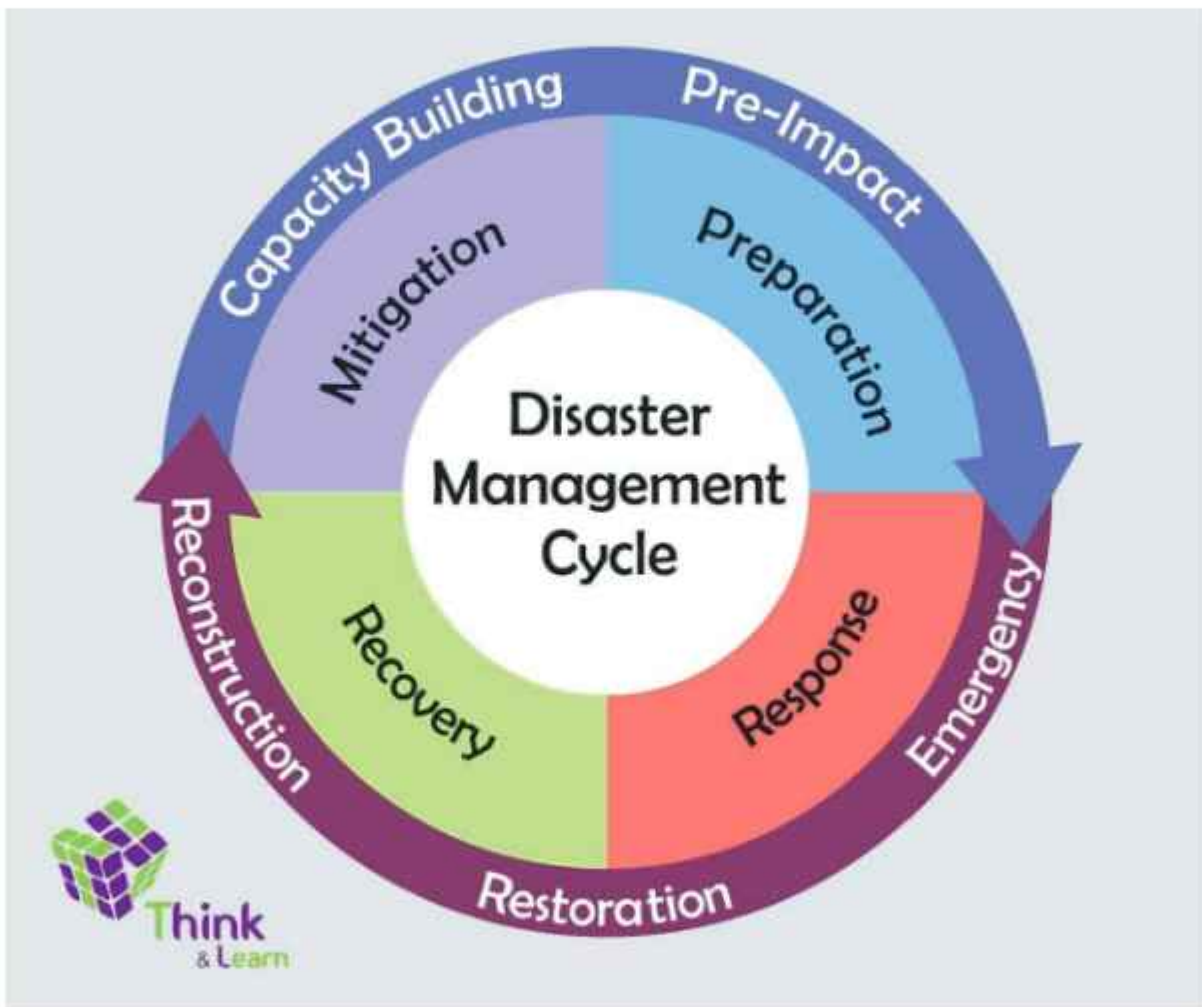 Capacity Building
Pre-Impact
Mitigation
Preparation
Disaster
Management
Cycle
Reconstruction
Emergency
Recovery
Response
Restoration
Think
& Learn